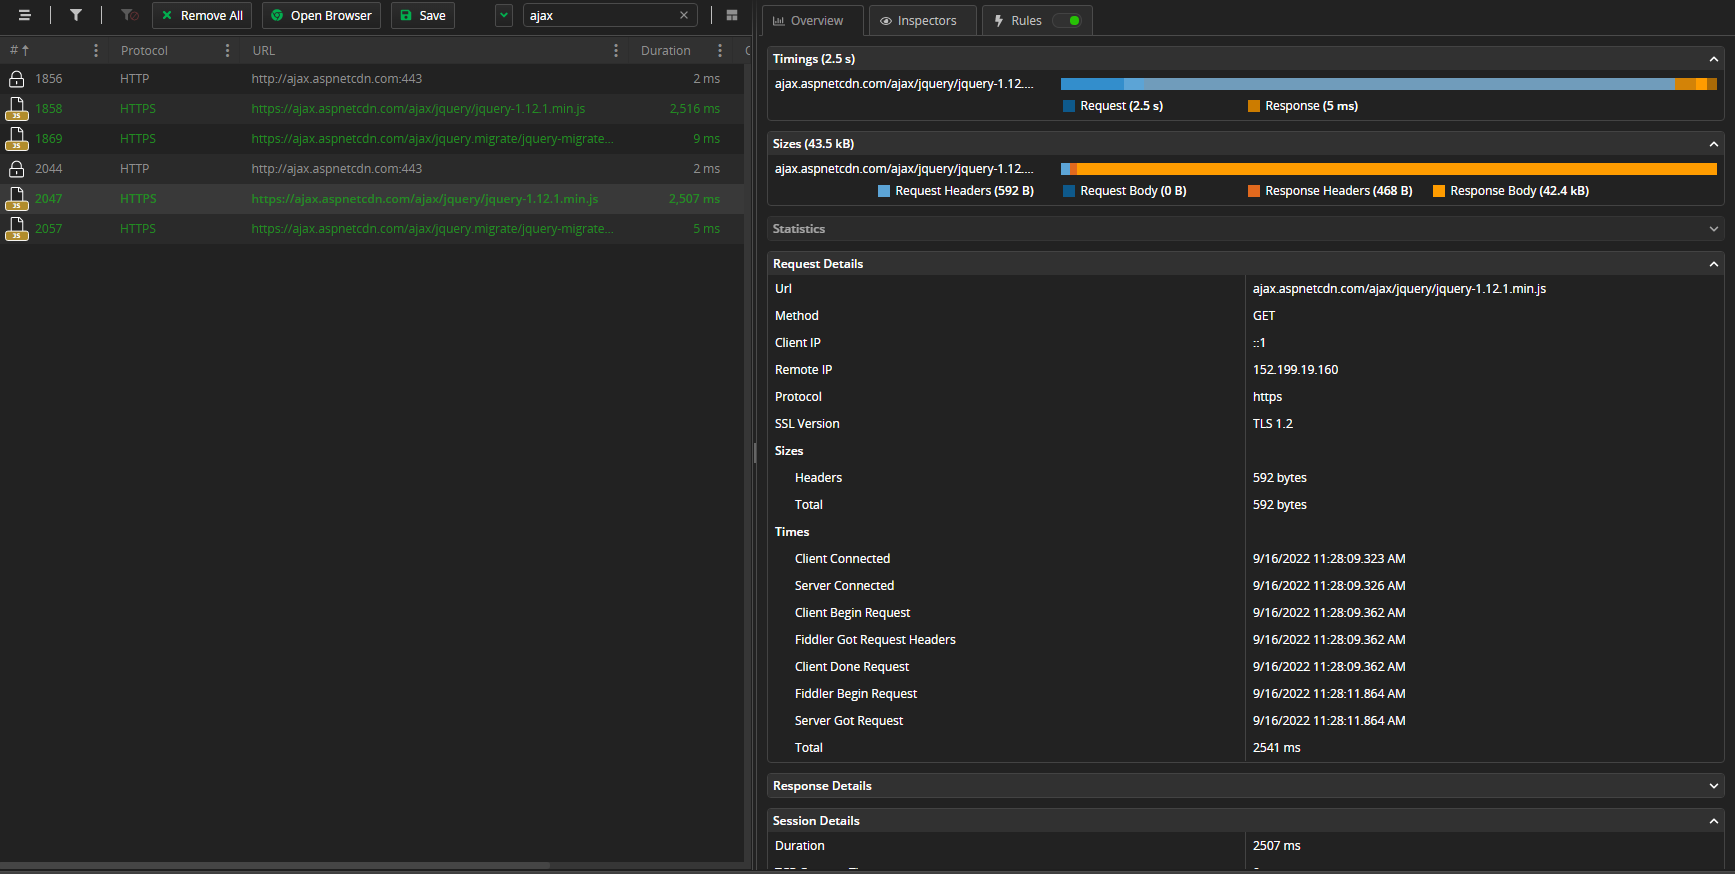 Remove All Open Browser Save ajax
# Protocol URL Duration C
1856 HTTP http://ajax.aspnetcdn.com:443 2 ms
JS 1858 HTTPS https://ajax.aspnetcdn.com/ajax/jquery/jquery-1.12.1.min.js 2,516 ms
JS 1869 HTTPS https://ajax.aspnetcdn.com/ajax/jquery.migrate/jquery-migrate... 9 ms
2044 HTTP http://ajax.aspnetcdn.com:443 2 ms
JS 2047 HTTPS https://ajax.aspnetcdn.com/ajax/jquery/jquery-1.12.1.min.js 2,507 ms
JS 2057 HTTPS https://ajax.aspnetcdn.com/ajax/jquery.migrate/jquery-migrate... 5 ms
Overview Inspectors Rules
Timings (2.5 s)
ajax.aspnetcdn.com/ajax/jquery/jquery-1.12....
Request (2.5 s) Response (5 ms)
Sizes (43.5 kB)
ajax.aspnetcdn.com/ajax/jquery/jquery-1.12....
Request Headers (592 B) Request Body (0 B) Response Headers (468 B) Response Body (42.4 kB)
Statistics
Request Details
Url ajax.aspnetcdn.com/ajax/jquery/jquery-1.12.1.min.js
Method GET
Client IP ::1
Remote IP 152.199.19.160
Protocol https
SSL Version TLS 1.2
Sizes
Headers 592 bytes
Total 592 bytes
Times
Client Connected 9/16/2022 11:28:09.323 AM
Server Connected 9/16/2022 11:28:09.326 AM
Client Begin Request 9/16/2022 11:28:09.362 AM
Fiddler Got Request Headers 9/16/2022 11:28:09.362 AM
Client Done Request 9/16/2022 11:28:09.362 AM
Fiddler Begin Request 9/16/2022 11:28:11.864 AM
Server Got Request 9/16/2022 11:28:11.864 AM
Total 2541 ms
Response Details
Session Details
Duration 2507 ms